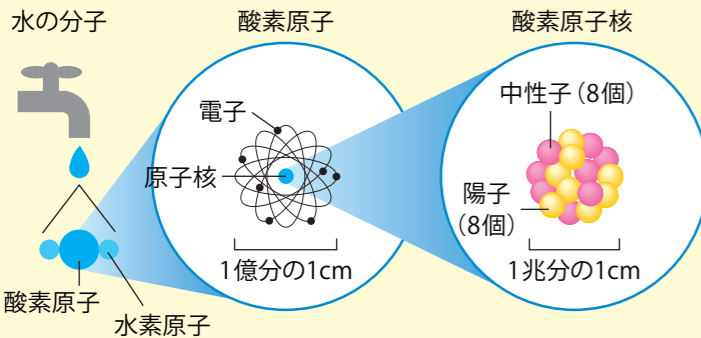 水の分子
酸素原子
水素原子
酸素原子
電子
原子核
1億分の1cm
酸素原子核
中性子（8個）
陽子
（8個）
1兆分の1cm